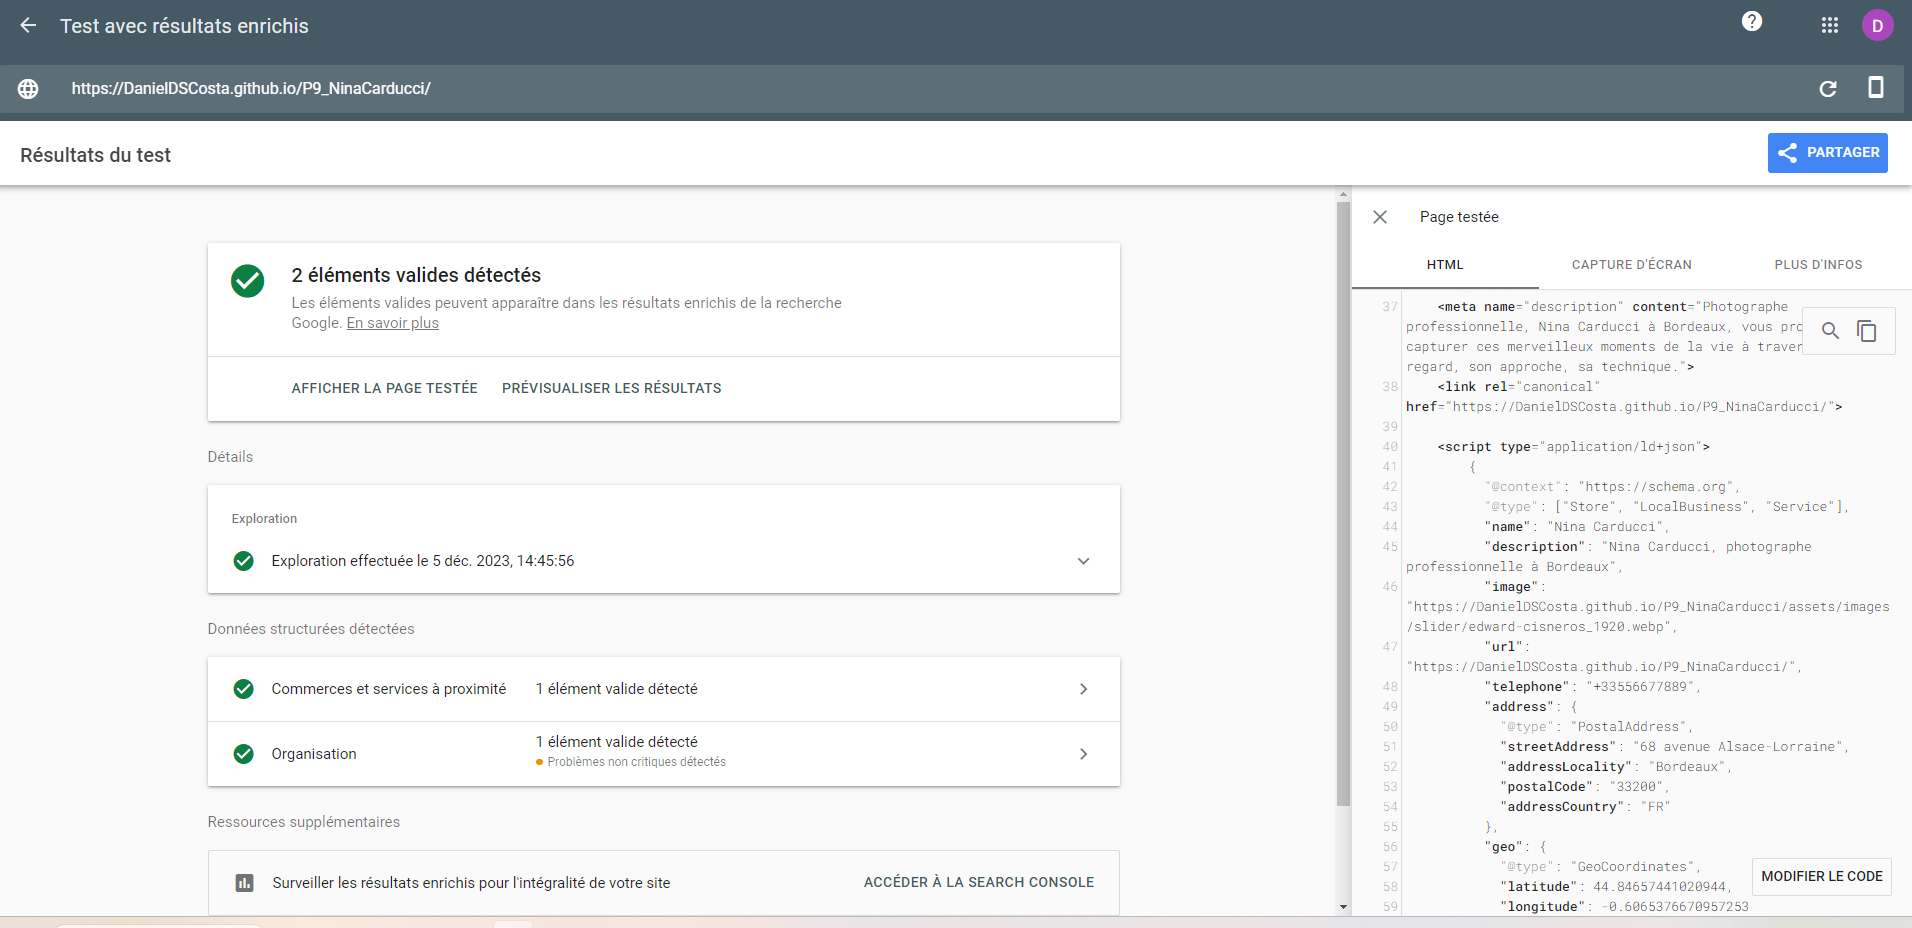 Test avec résultats enrichis
?
D
https://DanielDSCosta.github.io/P9_NinaCarducci/
Résultats du test
PARTAGER
2 éléments valides détectés
Les éléments valides peuvent apparaître dans les résultats enrichis de la recherche
Google. En savoir plus
AFFICHER LA PAGE TESTÉE PRÉVISUALISER LES RÉSULTATS
Détails
Exploration
Exploration effectuée le 5 déc. 2023, 14:45:56
Données structurées détectées
Commerces et services à proximité 1 élément valide détecté
Organisation 1 élément valide détecté
Problèmes non critiques détectés
Ressources supplémentaires
Surveiller les résultats enrichis pour l'intégralité de votre site ACCÉDER À LA SEARCH CONSOLE
Page testée
HTML CAPTURE D'ÉCRAN PLUS D'INFOS
37 <meta name="description" content="Photographe
professionnelle, Nina Carducci à Bordeaux, vous
capturer ces merveilleux moments de la vie à
regard, son approche, sa technique.">
38 <link rel="canonical"
href="https://DanielDSCosta.github.io/P9_NinaCarducci/">
39
40 <script type="application/ld+json">
41 {
42 "@context": "https://schema.org",
43 "@type": ["Store", "LocalBusiness", "Service"],
44 "name": "Nina Carducci",
45 "description": "Nina Carducci, photographe
professionnelle à Bordeaux",
46 "image":
"https://DanielDSCosta.github.io/P9_NinaCarducci/assets/images
/slider/edward-cisneros_1920.webp",
47 "url":
"https://DanielDSCosta.github.io/P9_NinaCarducci/",
48 "telephone": "+33556677889",
49 "address": {
50 "@type": "PostalAddress",
51 "streetAddress": "68 avenue Alsace-Lorraine",
52 "addressLocality": "Bordeaux",
53 "postalCode": "33200",
54 "addressCountry": "FR"
55 },
56 "geo": {
57 "@type": "GeoCoordinates",
58 "latitude": 44.84657441020944,
59 "longitude": -0.6065376670957253
MODIFIER LE CODE